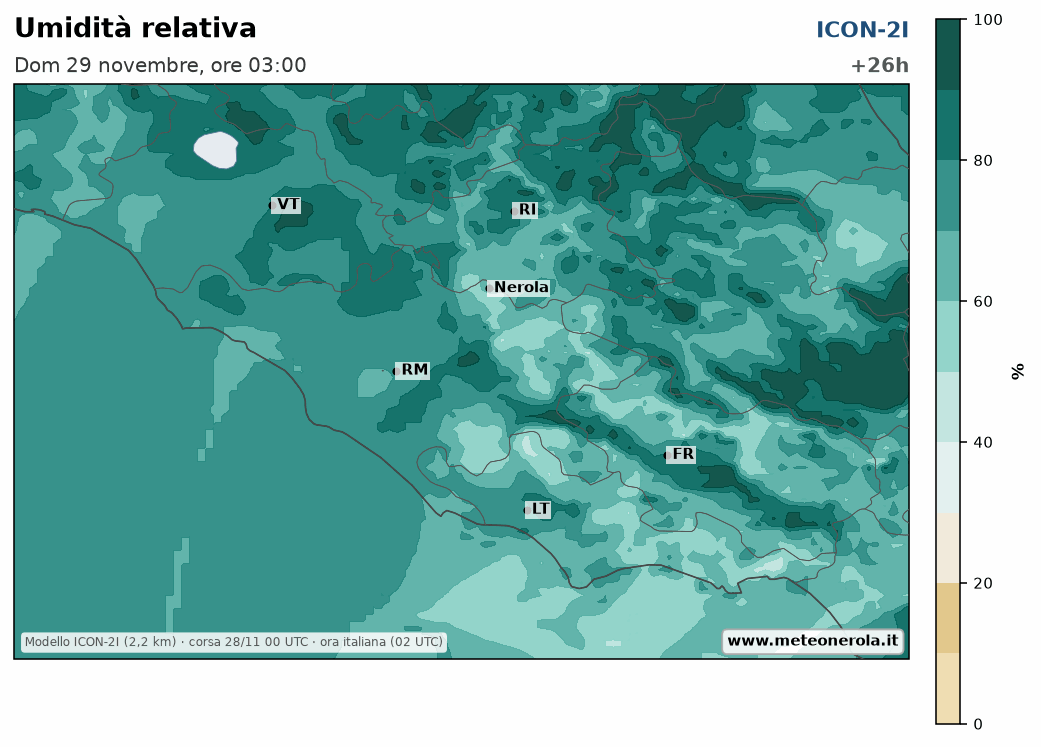 Umidità relativa
ICON-2I
Dom 29 novembre, ore 03:00
+26h
100
80
60
40
20
0
%
VT
RI
Nerola
RM
FR
LT
Modello ICON-2I (2,2 km) · corsa 28/11 00 UTC · ora italiana (02 UTC)
www.meteonerola.it